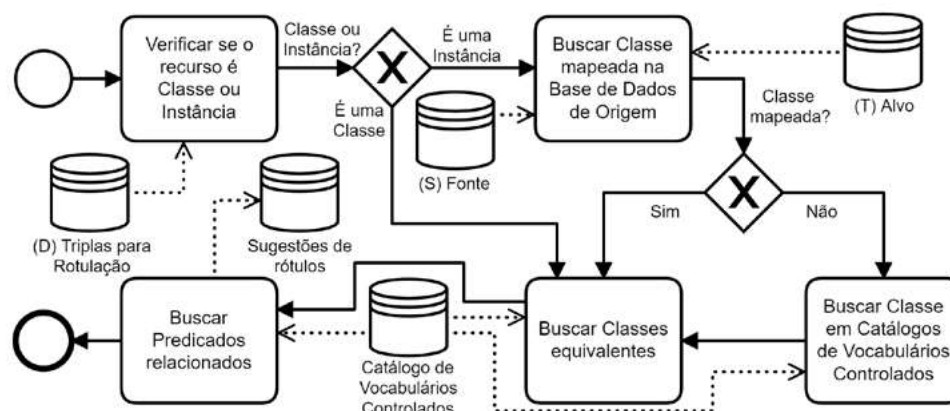 Verificar se o
recurso é
Classe ou
Instância
Classe ou
Instância?
X
É uma
Instância
É uma
Classe
Buscar Classe
mapeada na
Base de Dados
de Origem
(T) Alvo
(S) Fonte
Classe
mapeada?
X
Sim
Não
(D) Triplas para
Rotulação
Sugestões de
rótulos
Buscar
Predicados
relacionados
Catálogo de
Vocabulários
Controlados
Buscar Classes
equivalentes
Buscar Classe
em Catálogos
de Vocabulários
Controlados